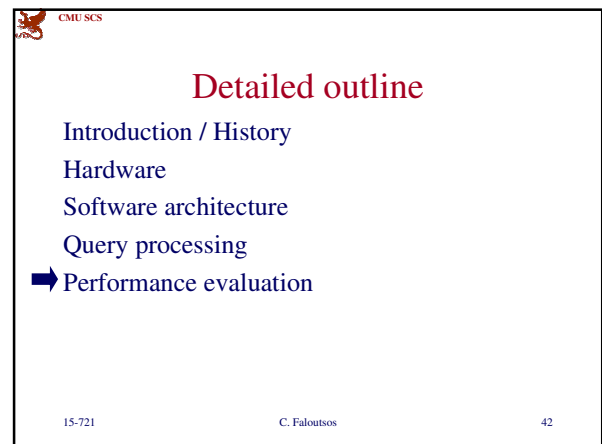 CMU SCS
Detailed outline
Introduction / History
Hardware
Software architecture
Query processing
Performance evaluation
15-721 C. Faloutsos 42